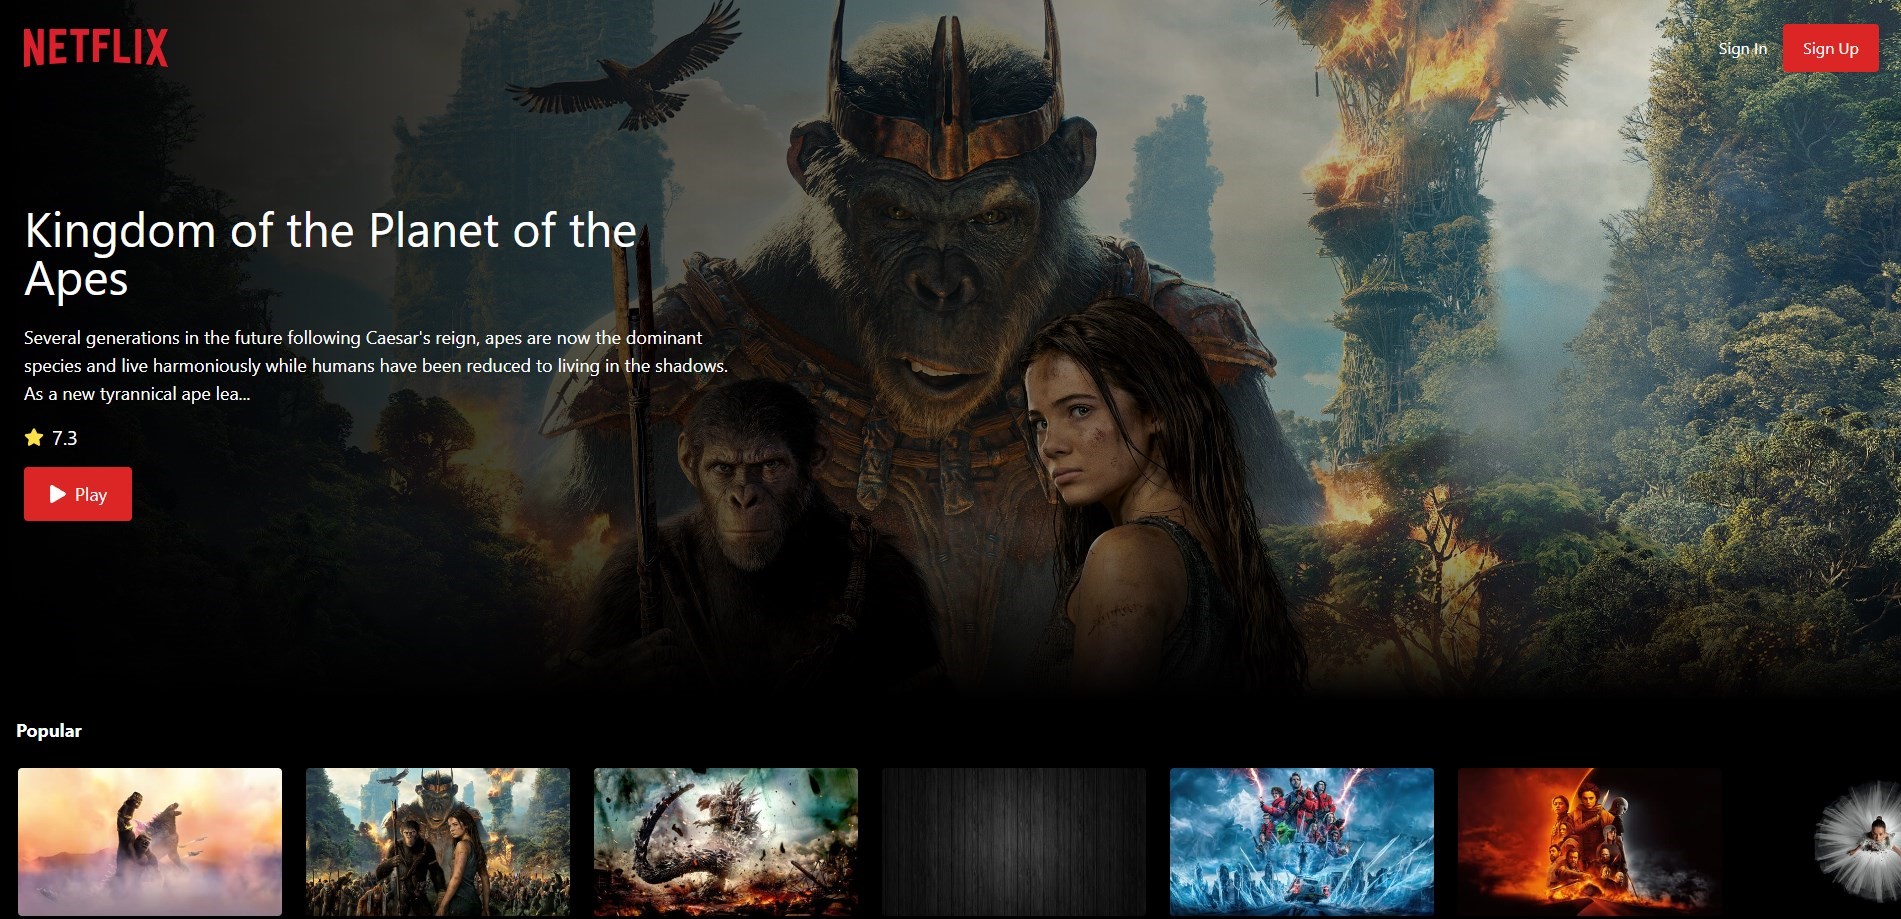 NETFLIX
Sign In
Sign Up
Kingdom of the Planet of the
Apes
Several generations in the future following Caesar's reign, apes are now the dominant
species and live harmoniously while humans have been reduced to living in the shadows.
As a new tyrannical ape lea...
7.3
Play
Popular